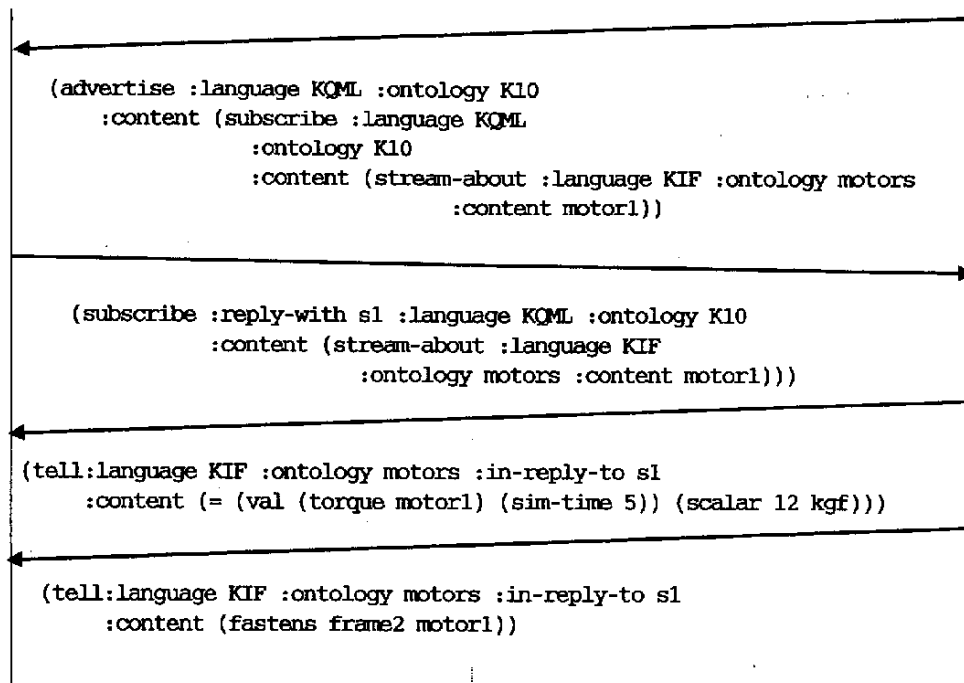 (advertise :language KQML :ontology K10
:content (subscribe :language KQML
:ontology K10
:content (stream-about :language KIF :ontology motors
:content motor1))
(subscribe :reply-with s1 :language KQML :ontology K10
:content (stream-about :language KIF
:ontology motors :content motor1)))
(tell:language KIF :ontology motors :in-reply-to s1
:content (= (val (torque motor1) (sim-time 5)) (scalar 12 kgf)))
(tell:language KIF :ontology motors :in-reply-to s1
:content (fastens frame2 motor1))